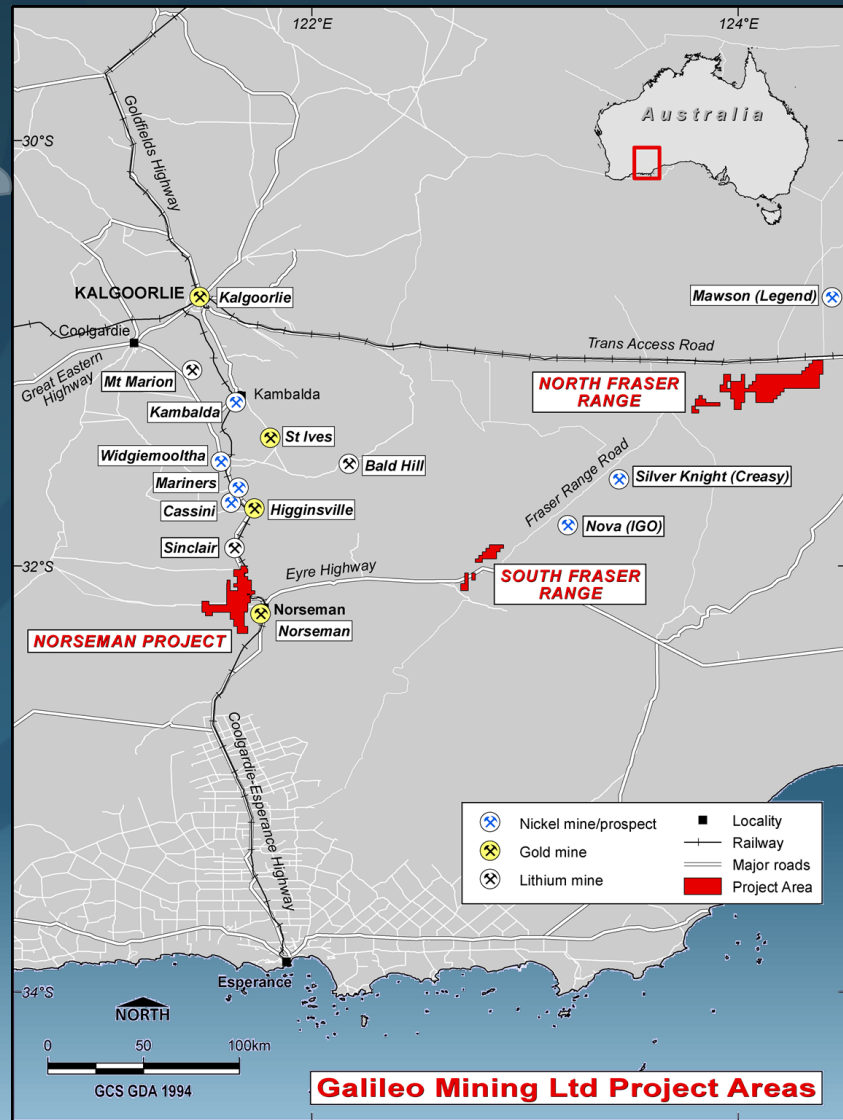 122°E
124°E
Goldfields Highway
Australia
30°S
KALGOORLIE
Kalgoorlie
Mawson (Legend)
Coolgardie
Trans Access Road
Great Eastern
Highway
Mt Marion
NORTH FRASER
RANGE
Kambalda
Kambalda
St Ives
Widgiemooltha
Bald Hill
Fraser Range Road
Silver Knight (Creasy)
Mariners
Cassini
Higginsville
Nova (IGO)
Sinclair
32°S
Eyre Highway
SOUTH FRASER
RANGE
Norseman
Norseman
NORSEMAN PROJECT
Coolgardie-Esperance Highway
Nickel mine/prospect
Gold mine
Lithium mine
Locality
Railway
Major roads
Project Area
Esperance
34°S
NORTH
0 50 100km
GCS GDA 1994
Galileo Mining Ltd Project Areas